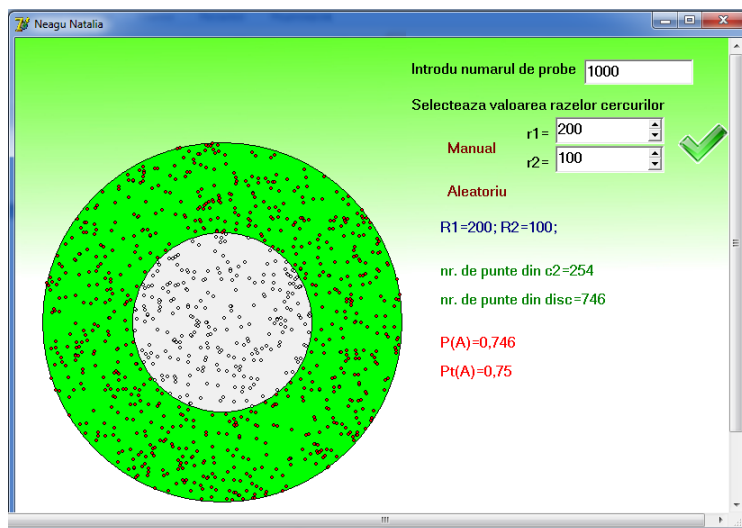 Neagu Natalia
Introdu numarul de probe 1000
Selecteaza valoarea razelor cercurilor
r1= 200
Manual
r2= 100
Aleatoriu
R1=200; R2=100;
nr. de punte din c2=254
nr. de punte din disc=746
P(A)=0,746
Pt(A)=0,75